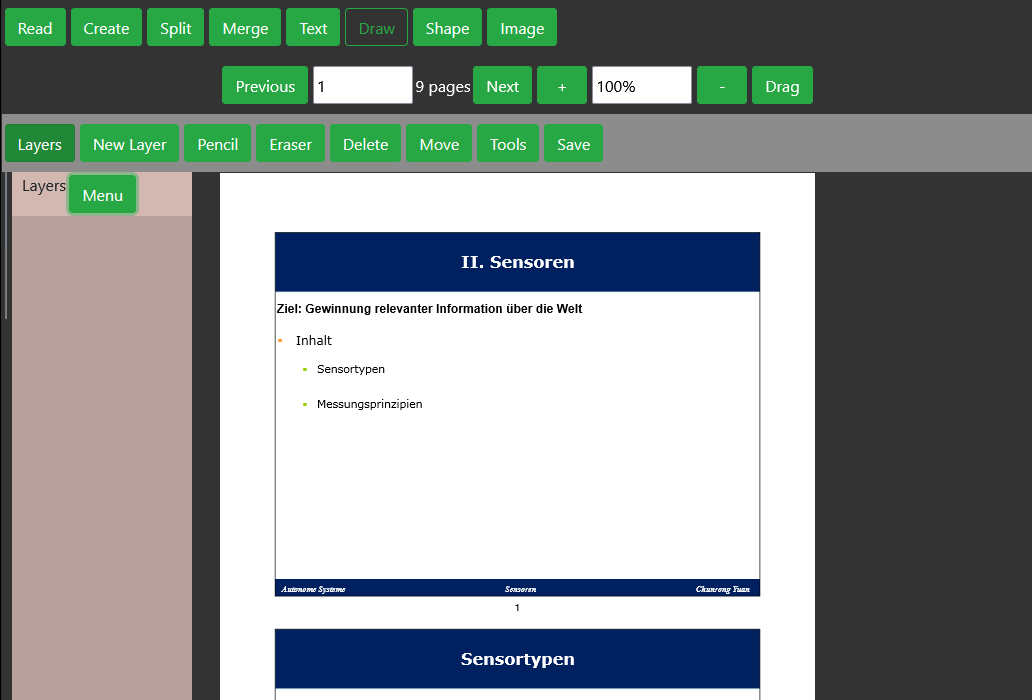 Read Create Split Merge Text Draw Shape Image
Previous 1 9 pages Next + 100% - Drag
Layers New Layer Pencil Eraser Delete Move Tools Save
Layers Menu
II. Sensoren
Ziel: Gewinnung relevanter Information über die Welt
Inhalt
Sensortypen
Messungsprinzipien
Autonome Systeme Sensoren Chunrong Yuan
1
Sensortypen